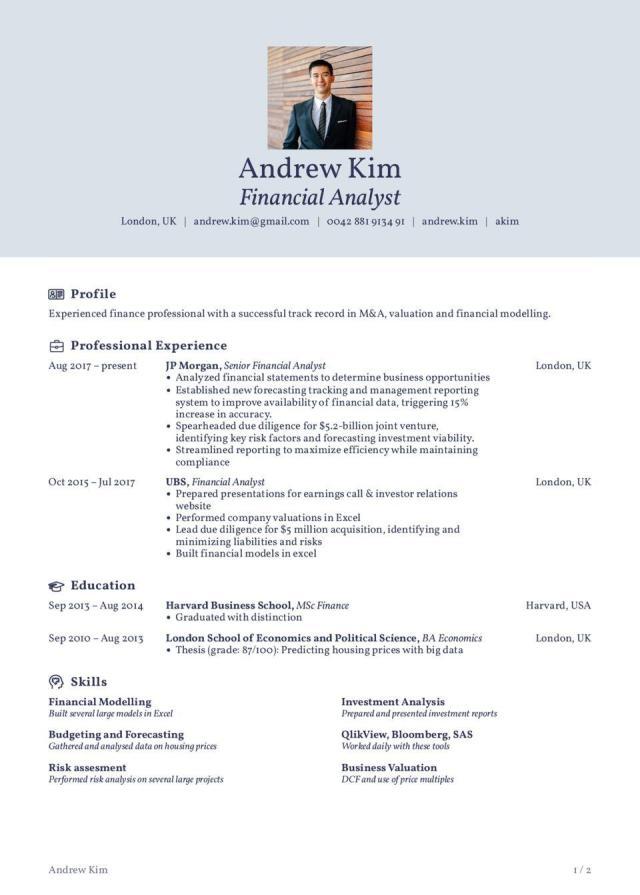 Andrew Kim
Financial Analyst
London, UK | andrew.kim@gmail.com | 0042 881 9134 91 | andrew.kim | akim
Profile
Experienced finance professional with a successful track record in M&A, valuation and financial modelling.
Professional Experience
Aug 2017 – present
JP Morgan, Senior Financial Analyst
London, UK
• Analyzed financial statements to determine business opportunities
• Established new forecasting tracking and management reporting
system to improve availability of financial data, triggering 15%
increase in accuracy.
• Spearheaded due diligence for $5.2-billion joint venture,
identifying key risk factors and forecasting investment viability.
• Streamlined reporting to maximize efficiency while maintaining
compliance
Oct 2015 – Jul 2017
UBS, Financial Analyst
London, UK
• Prepared presentations for earnings call & investor relations
website
• Performed company valuations in Excel
• Lead due diligence for $5 million acquisition, identifying and
minimizing liabilities and risks
• Built financial models in excel
Education
Sep 2013 – Aug 2014
Harvard Business School, MSc Finance
Harvard, USA
• Graduated with distinction
Sep 2010 – Aug 2013
London School of Economics and Political Science, BA Economics
London, UK
• Thesis (grade: 87/100): Predicting housing prices with big data
Skills
Financial Modelling
Built several large models in Excel
Investment Analysis
Prepared and presented investment reports
Budgeting and Forecasting
Gathered and analysed data on housing prices
QlikView, Bloomberg, SAS
Worked daily with these tools
Risk assesment
Performed risk analysis on several large projects
Business Valuation
DCF and use of price multiples
Andrew Kim
1 / 2